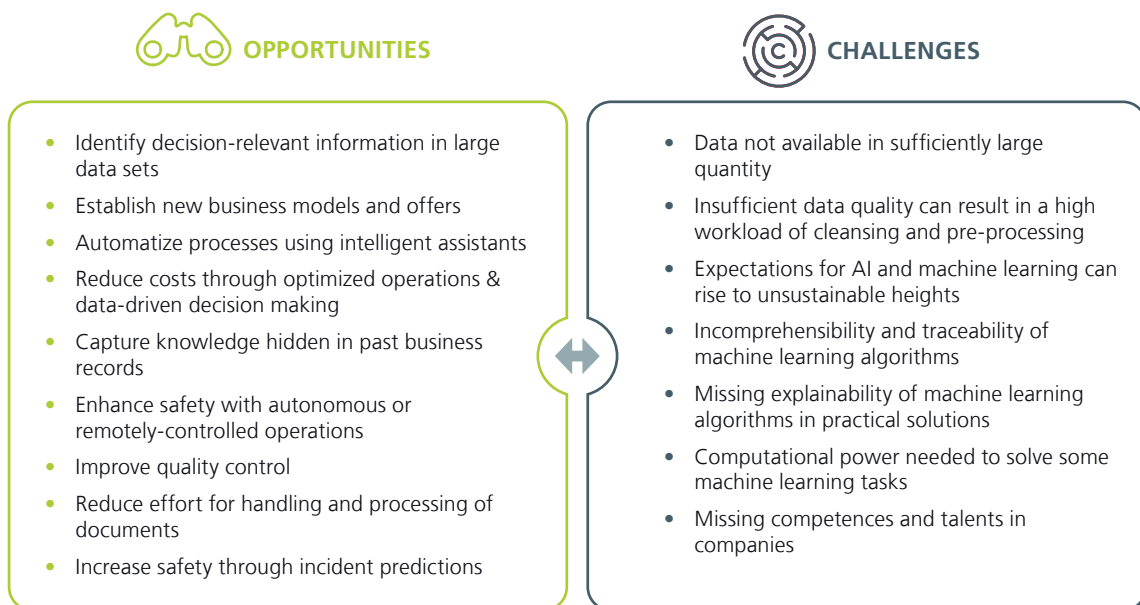 OPPORTUNITIES
• Identify decision-relevant information in large
data sets
• Establish new business models and offers
• Automatize processes using intelligent assistants
• Reduce costs through optimized operations &
data-driven decision making
• Capture knowledge hidden in past business
records
• Enhance safety with autonomous or
remotely-controlled operations
• Improve quality control
• Reduce effort for handling and processing of
documents
• Increase safety through incident predictions
CHALLENGES
• Data not available in sufficiently large
quantity
• Insufficient data quality can result in a high
workload of cleansing and pre-processing
• Expectations for AI and machine learning can
rise to unsustainable heights
• Incomprehensibility and traceability of
machine learning algorithms
• Missing explainability of machine learning
algorithms in practical solutions
• Computational power needed to solve some
machine learning tasks
• Missing competences and talents in
companies